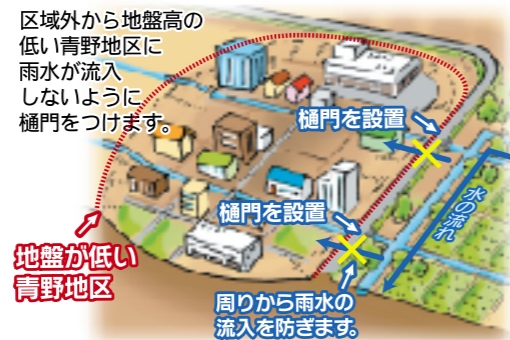 区域外から地盤高の
低い青野地区に
雨水が流入
しないように
樋門をつけます。
樋門を設置
水の流れ
樋門を設置
地盤が低い
青野地区
周りから雨水の
流入を防ぎます。